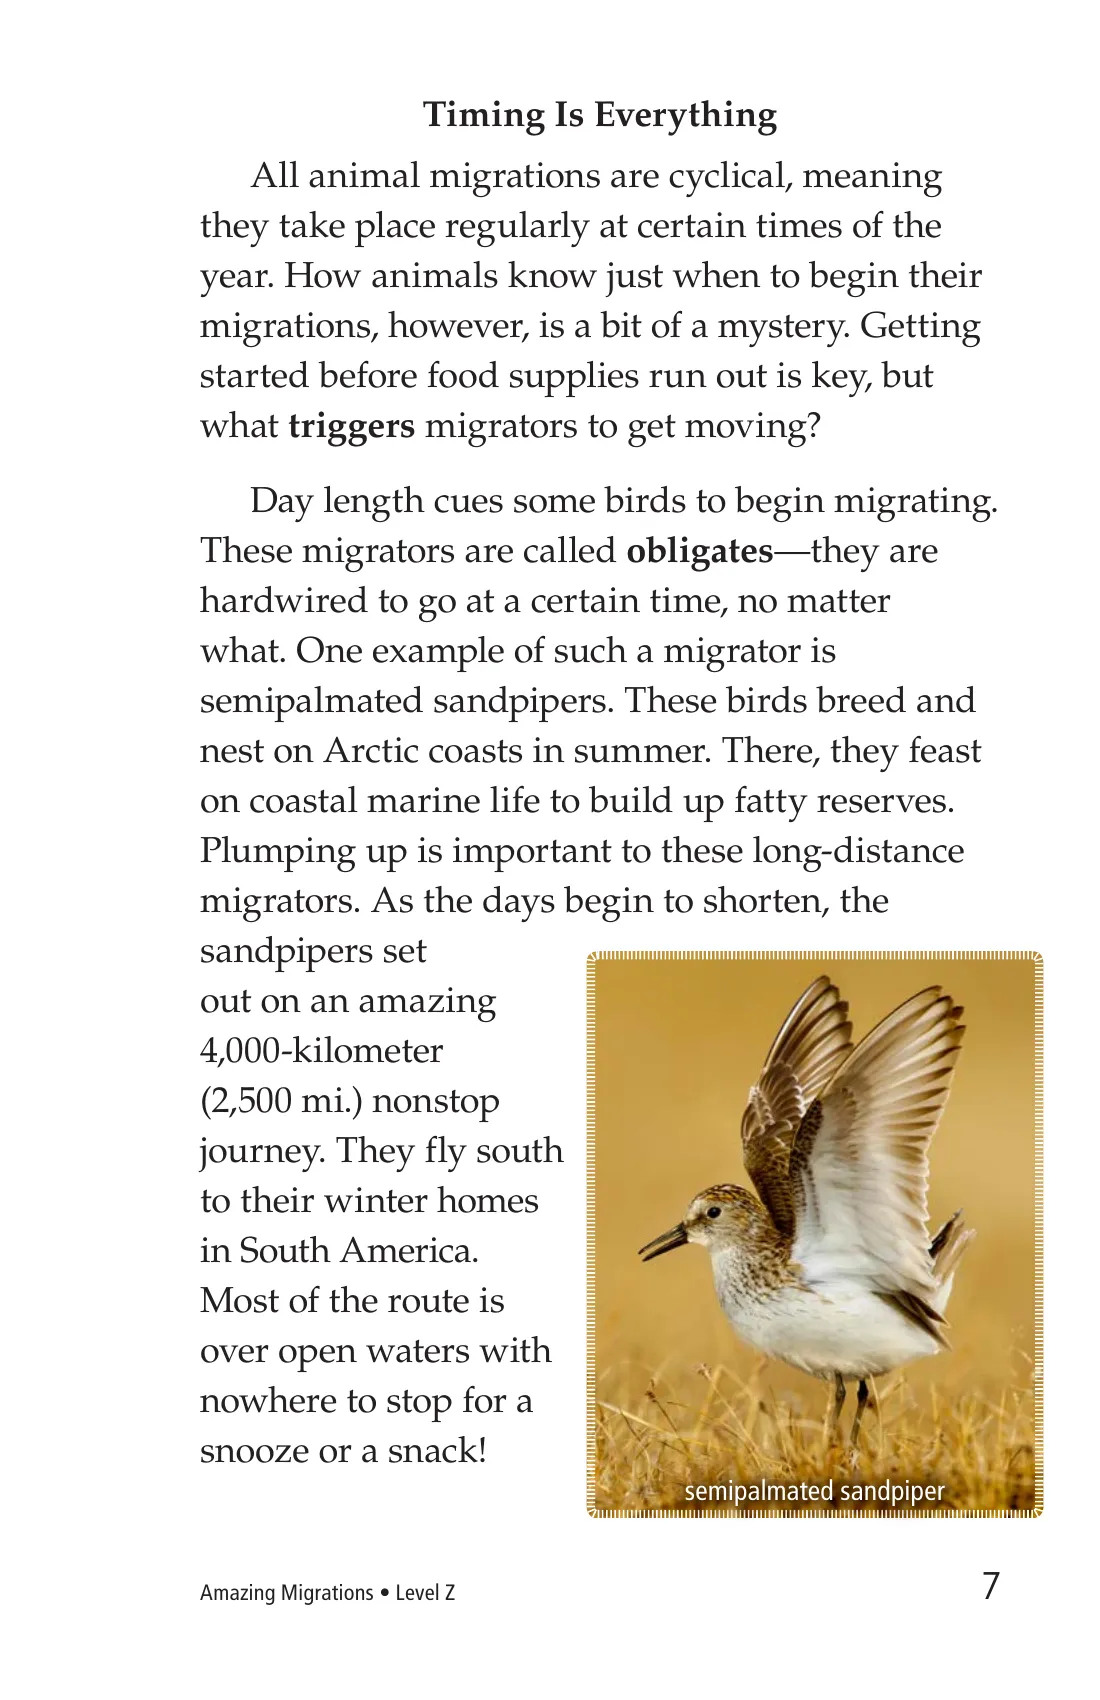 Timing Is Everything
All animal migrations are cyclical, meaning
they take place regularly at certain times of the
year. How animals know just when to begin their
migrations, however, is a bit of a mystery. Getting
started before food supplies run out is key, but
what triggers migrators to get moving?
Day length cues some birds to begin migrating.
These migrators are called obligates—they are
hardwired to go at a certain time, no matter
what. One example of such a migrator is
semipalmated sandpipers. These birds breed and
nest on Arctic coasts in summer. There, they feast
on coastal marine life to build up fatty reserves.
Plumping up is important to these long-distance
migrators. As the days begin to shorten, the
sandpipers set
out on an amazing
4,000-kilometer
(2,500 mi.) nonstop
journey. They fly south
to their winter homes
in South America.
Most of the route is
over open waters with
nowhere to stop for a
snooze or a snack!
semipalmated sandpiper
Amazing Migrations • Level Z
7